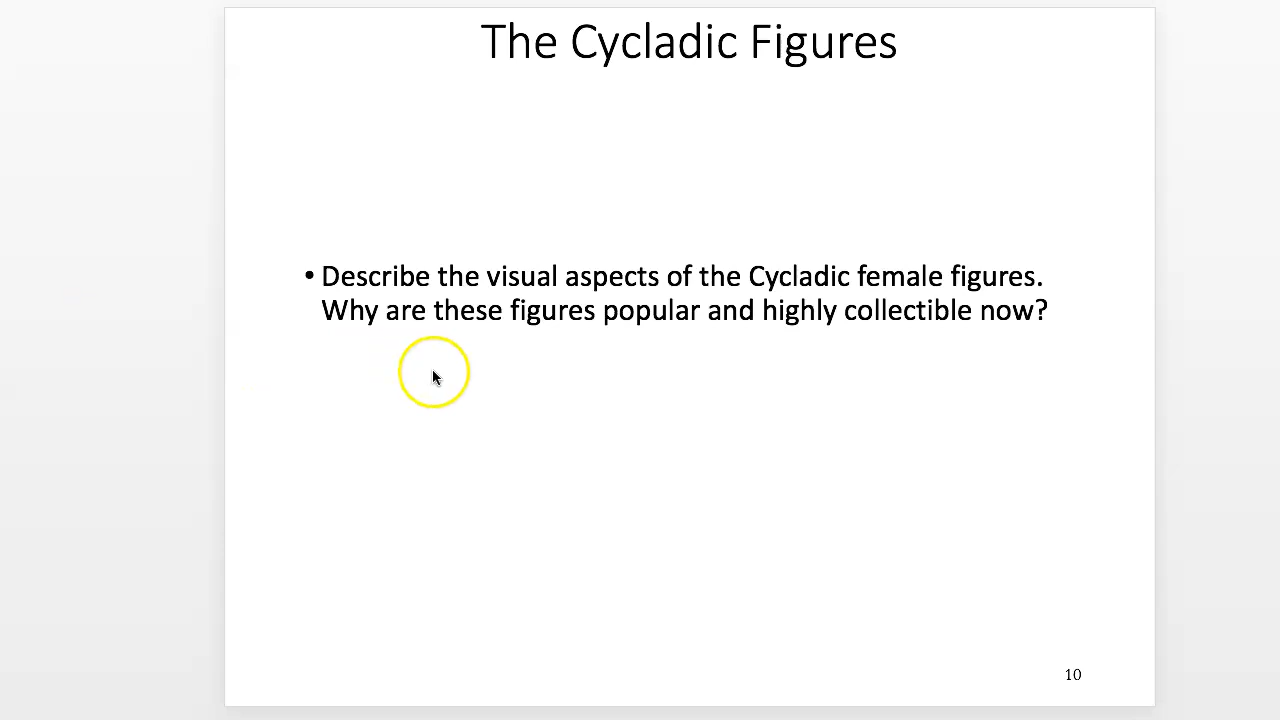 The Cycladic Figures
• Describe the visual aspects of the Cycladic female figures.
Why are these figures popular and highly collectible now?
10